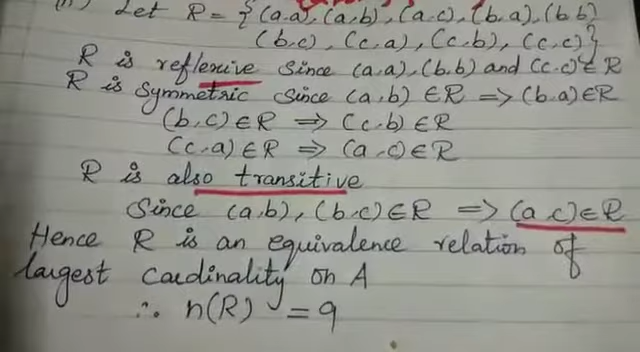 Let R = {(a,a), (a,b), (a,c), (b,a), (b,b)
(b,c), (c,a), (c,b), (c,c)}
R is reflexive since (a,a), (b,b) and (c,c) ∈ R
R is symmetric since (a,b) ∈ R ⇒ (b,a) ∈ R
(b,c) ∈ R ⇒ (c,b) ∈ R
(c,a) ∈ R ⇒ (a,c) ∈ R
R is also transitive
since (a,b), (b,c) ∈ R ⇒ (a,c) ∈ R
Hence R is an equivalence relation of
largest cardinality on A
∴ n(R) = 9